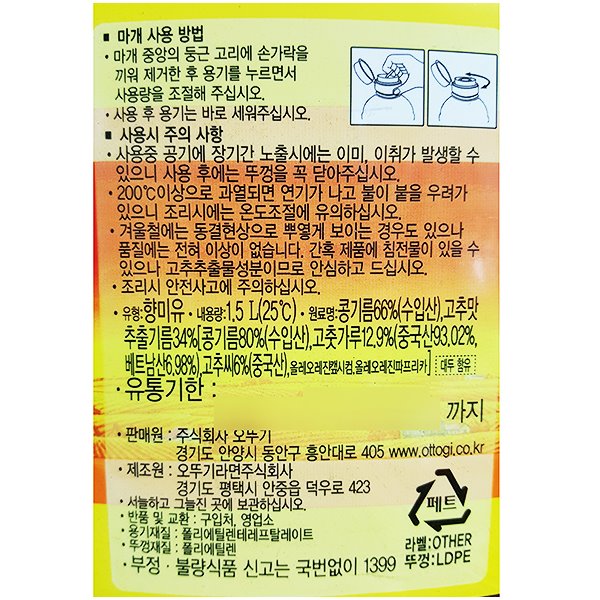 ▪ 마개 사용 방법
• 마개 중앙의 둥근 고리에 손가락을
끼워 제거한 후 용기를 누르면서
사용량을 조절해 주십시오.
• 사용 후 용기는 바로 세워주십시오.
▪ 사용시 주의 사항
• 사용중 공기에 장기간 노출시에는 이미, 이취가 발생할 수
있으니 사용 후에는 뚜껑을 꼭 닫아주십시오.
• 200℃이상으로 과열되면 연기가 나고 불이 붙을 우려가
있으니 조리시에는 온도조절에 유의하십시오.
• 겨울철에는 동결현상으로 뿌옇게 보이는 경우도 있으나
품질에는 전혀 이상이 없습니다. 간혹 제품에 침전물이 있을 수
있으나 고추추출물성분이므로 안심하고 드십시오.
• 조리시 안전사고에 주의하십시오.
• 유형:향미유 • 내용량:1.5 L(25℃) • 원료명:콩기름66%(수입산),고추맛
추출기름34%[콩기름80%(수입산),고춧가루12.9%(중국산93.02%,
베트남산6.98%),고추씨6%(중국산),올레오레진캡시컴,올레오레진파프리카] 대두 함유
• 유통기한 :
까지
• 판매원 : 주식회사 오뚜기
경기도 안양시 동안구 흥안대로 405 www.ottogi.co.kr
• 제조원 : 오뚜기라면주식회사
경기도 평택시 안중읍 덕우로 423
• 서늘하고 그늘진 곳에 보관하십시오.
• 반품 및 교환 : 구입처, 영업소
• 용기재질 : 폴리에틸렌테레프탈레이트
• 뚜껑재질 : 폴리에틸렌
• 부정 • 불량식품 신고는 국번없이 1399
페트
라벨:OTHER
뚜껑:LDPE